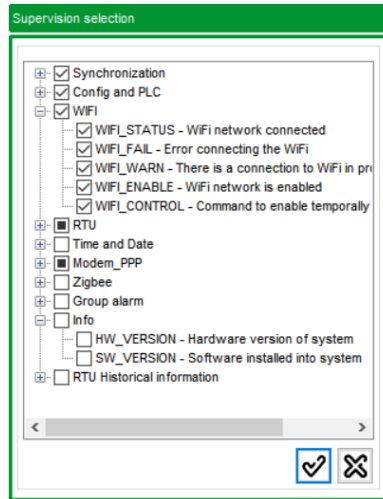 Supervision selection
Synchronization
Config and PLC
WIFI
WIFI_STATUS - WiFi network connected
WIFI_FAIL - Error connecting the WiFi
WIFI_WARN - There is a connection to WiFi in pro
WIFI_ENABLE - WiFi network is enabled
WIFI_CONTROL - Command to enable temporally
RTU
Time and Date
Modem_PPP
Zigbee
Group alarm
Info
HW_VERSION - Hardware version of system
SW_VERSION - Software installed into system
RTU Historical information